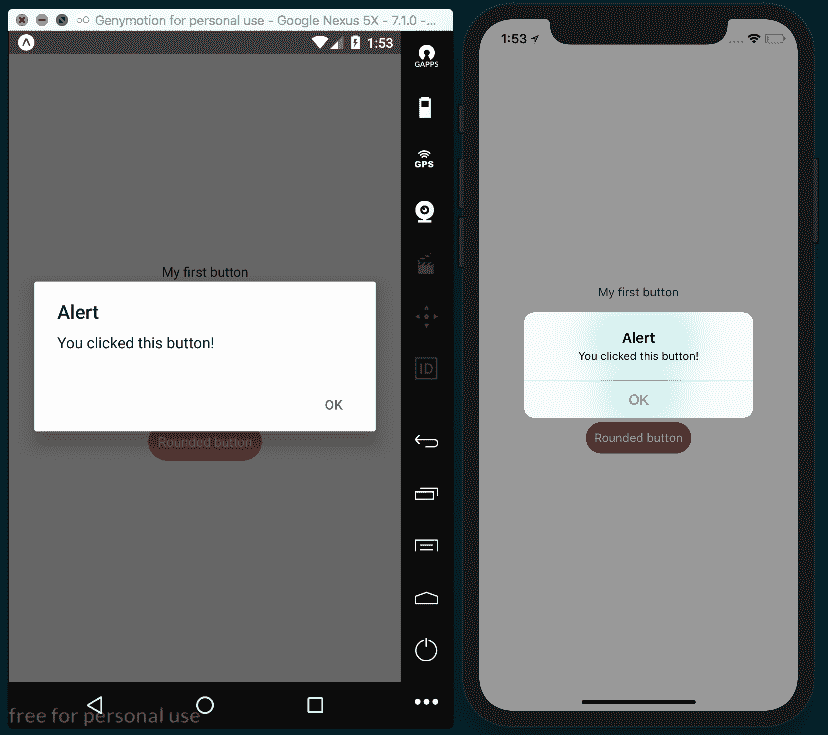 Genymotion for personal use - Google Nexus 5X - 7.1.0 -...
1:53
GAPPS
GPS
ID
My first button
Alert
You clicked this button!
OK
Rounded button
free for personal use
1:53
My first button
Alert
You clicked this button!
OK
Rounded button